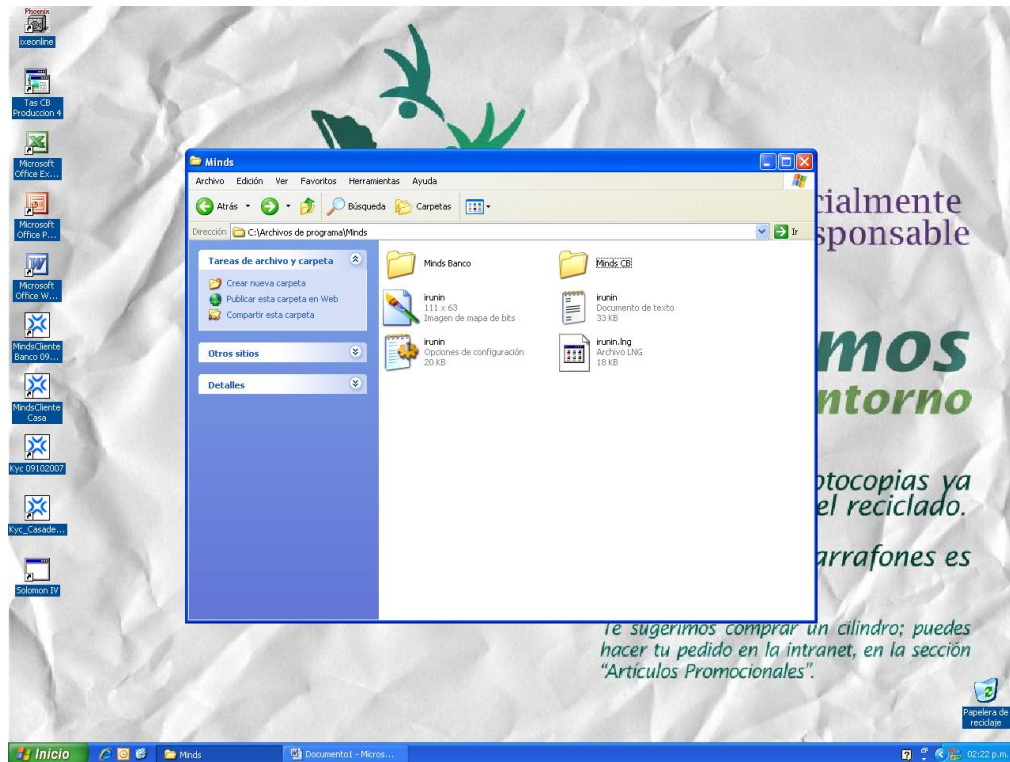 Phoenix
ixeonline
Tas CB
Produccion 4
Microsoft
Office Ex...
Microsoft
Office P...
Microsoft
Office W...
MindsCliente
Banco 09...
MindsCliente
Casa
Kyc 09102007
Kyc_Casade...
Solomon IV
Minds
Archivo Edición Ver Favoritos Herramientas Ayuda
Atrás Búsqueda Carpetas
Dirección C:\Archivos de programa\Minds Ir
Tareas de archivo y carpeta
Crear nueva carpeta
Publicar esta carpeta en Web
Compartir esta carpeta
Otros sitios
Detalles
Minds Banco
Minds CB
irunin
111 x 63
Imagen de mapa de bits
irunin
Documento de texto
33 KB
irunin
Opciones de configuración
20 KB
irunin.lng
Archivo LNG
18 KB
cialmente
sponsable
mos
ntorno
otocopias ya
el reciclado.
arrafones es
Te sugerimos comprar un cilindro; puedes
hacer tu pedido en la intranet, en la sección
"Artículos Promocionales".
Papelera de
reciclaje
Inicio Minds Documento1 - Micros... 02:22 p.m.